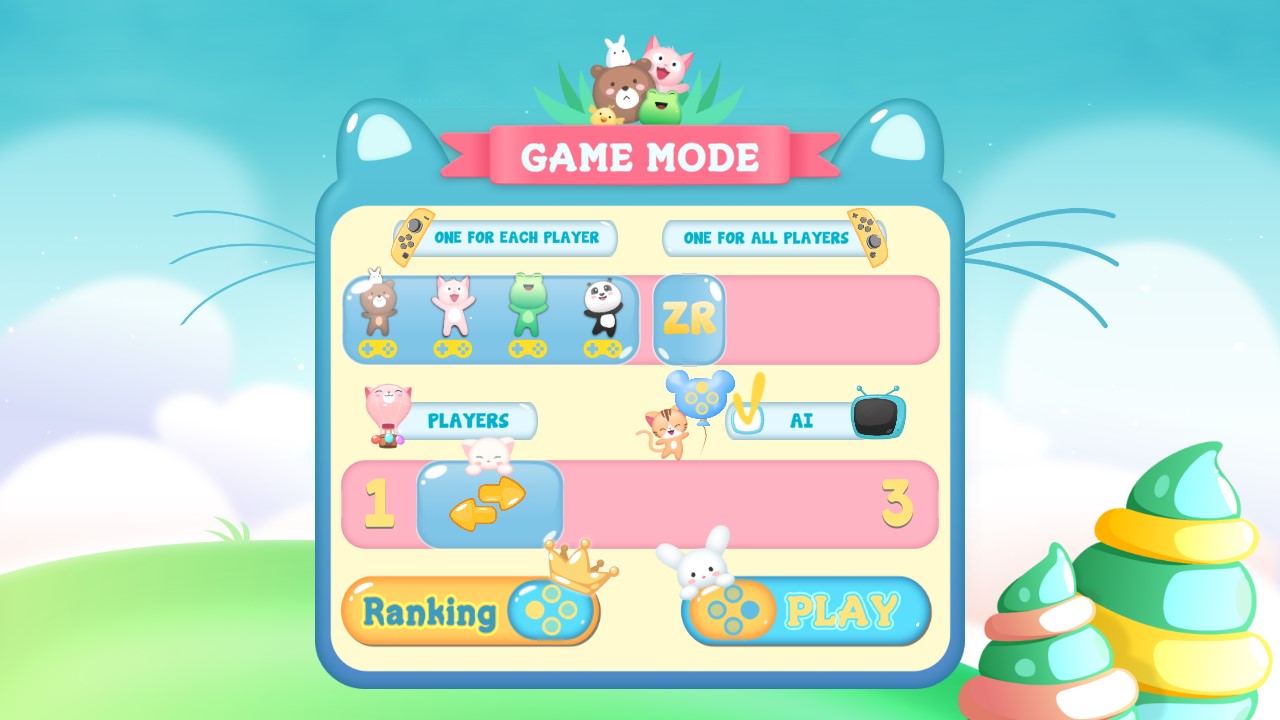 GAME MODE
ONE FOR EACH PLAYER
ONE FOR ALL PLAYERS
ZR
PLAYERS
AI
1
3
Ranking
PLAY